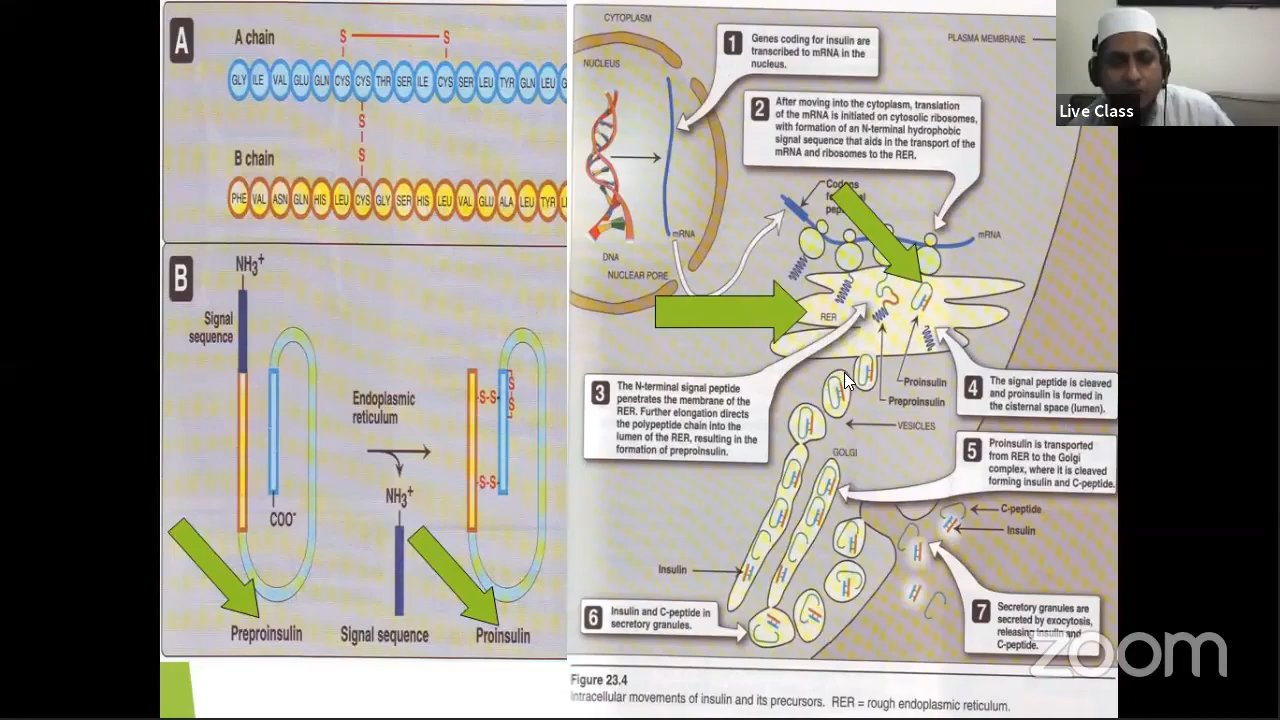 A
A chain
S
S
GLY ILE VAL GLU GLN CYS CYS THR SER ILE CYS SER LEU TYR GLN LEU
S
S
B chain
PHE VAL ASN GLN HIS LEU CYS GLY SER HIS LEU VAL GLU ALA LEU TYR
B
NH3+
Signal
sequence
COO-
Preproinsulin
Endoplasmic
reticulum
NH3+
Signal sequence
-S-S-
S
S
-S-S-
Proinsulin
CYTOPLASM
NUCLEUS
DNA
NUCLEAR PORE
mRNA
1
Genes coding for insulin are
transcribed to mRNA in the
nucleus.
PLASMA MEMBRANE
Live Class
2
After moving into the cytoplasm, translation
of the mRNA is initiated on cytosolic ribosomes,
with formation of an N-terminal hydrophobic
signal sequence that aids in the transport of the
mRNA and ribosomes to the RER.
mRNA
RER
3
The N-terminal signal peptide
penetrates the membrane of the
RER. Further elongation directs
the polypeptide chain into the
lumen of the RER, resulting in the
formation of preproinsulin.
Proinsulin
Preproinsulin
4
The signal peptide is cleaved
and proinsulin is formed in
the cisternal space (lumen).
VESICLES
GOLGI
5
Proinsulin is transported
from RER to the Golgi
complex, where it is cleaved
forming insulin and C-peptide.
C-peptide
Insulin
Insulin
6
Insulin and C-peptide in
secretory granules.
7
Secretory granules are
secreted by exocytosis,
releasing insulin and
C-peptide.
zoom
Figure 23.4
Intracellular movements of insulin and its precursors. RER = rough endoplasmic reticulum.